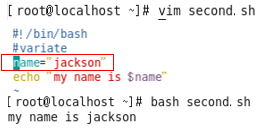 [root@localhost ~]# vim second.sh
#!/bin/bash
#variate
name="jackson"
echo "my name is $name"
~
[root@localhost ~]# bash second.sh
my name is jackson